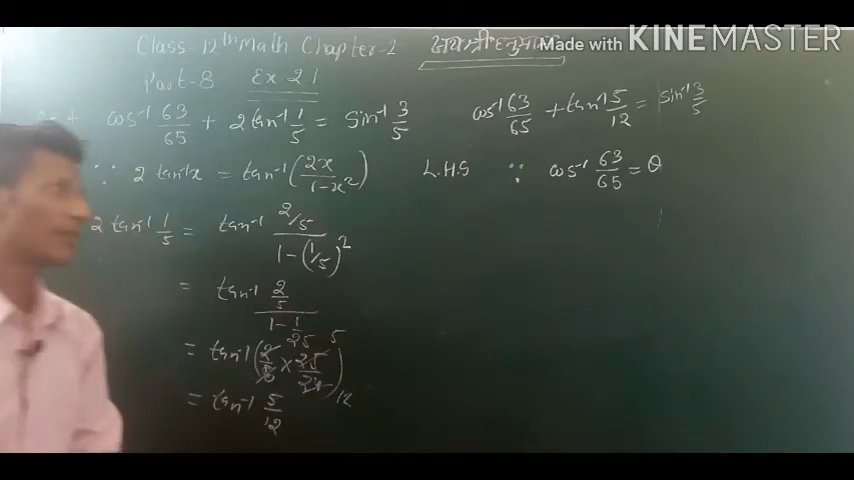 Class-12th Math Chapter-2
Made with KINEMASTER
Part-8 Ex 21
cos⁻¹ 63/65 + 2tan⁻¹ 1/5 = sin⁻¹ 3/5
∵ 2 tan⁻¹x = tan⁻¹(2x/1-x²)
2 tan⁻¹ 1/5 = tan⁻¹ 2/5 / 1-(1/5)²
= tan⁻¹ 2/5 / 1-1/25
= tan⁻¹(2/5 × 25/24) 5 12
= tan⁻¹ 5/12
cos⁻¹ 63/65 + tan⁻¹ 5/12 = sin⁻¹ 3/5
L.H.S ∵ cos⁻¹ 63/65 = θ